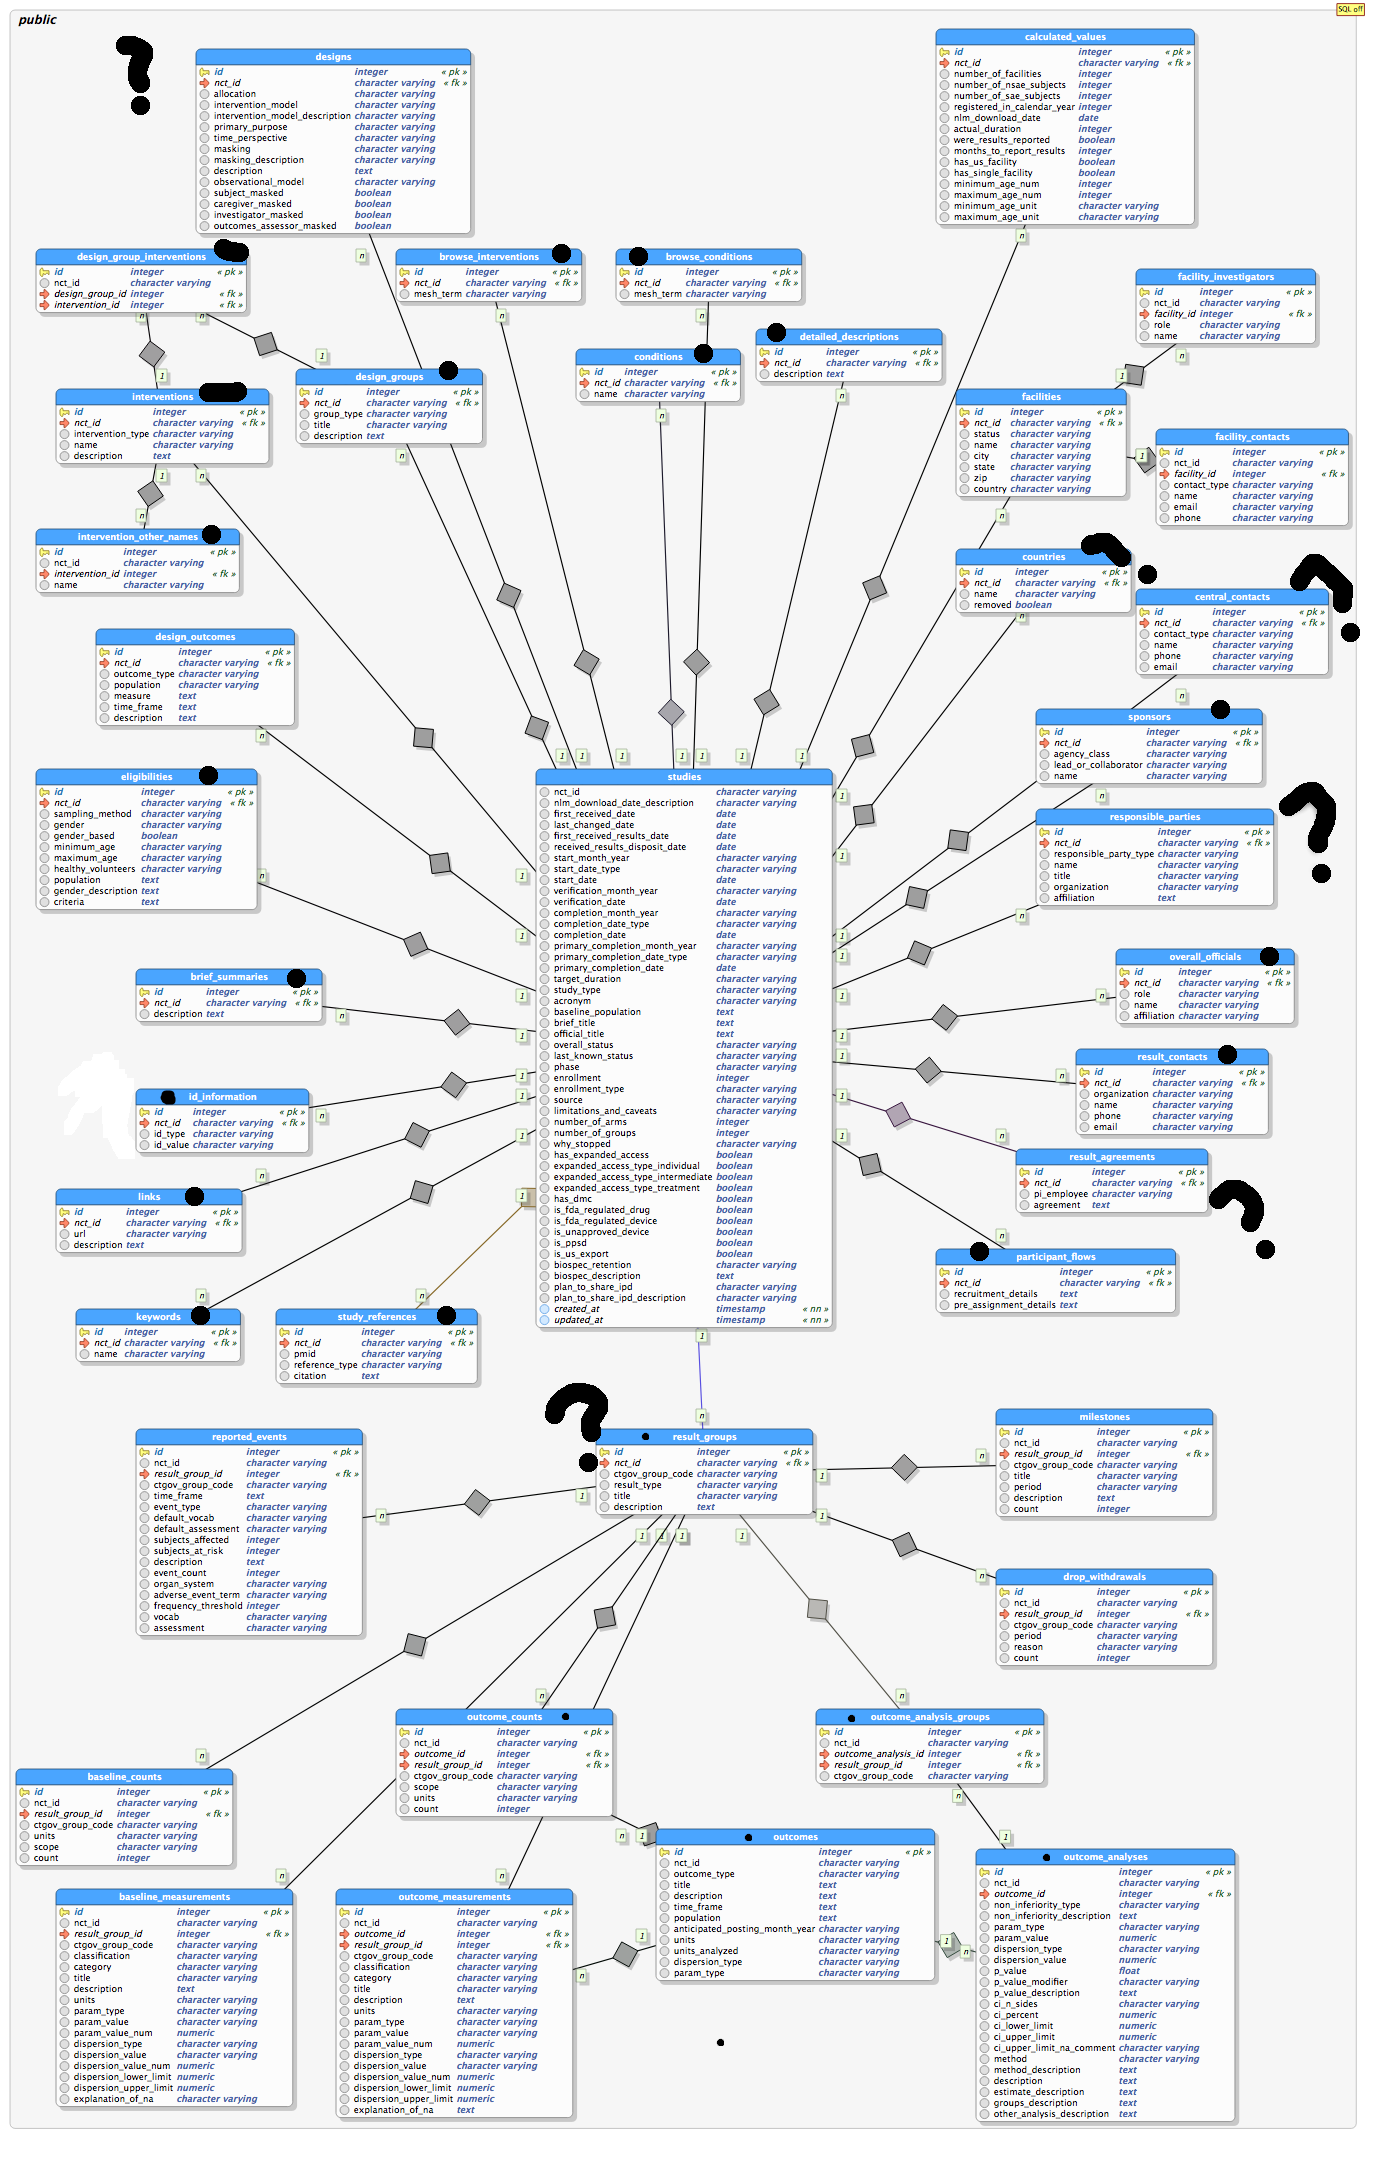 SQL off
public
designs
id integer « pk »
nct_id character varying « fk »
allocation character varying
intervention_model character varying
intervention_model_description character varying
primary_purpose character varying
time_perspective character varying
masking character varying
masking_description character varying
description text
observational_model character varying
subject_masked boolean
caregiver_masked boolean
investigator_masked boolean
outcomes_assessor_masked boolean
calculated_values
id integer « pk »
nct_id character varying « fk »
number_of_facilities integer
number_of_nsae_subjects integer
number_of_sae_subjects integer
registered_in_calendar_year integer
nlm_download_date date
actual_duration integer
were_results_reported boolean
months_to_report_results integer
has_us_facility boolean
has_single_facility boolean
minimum_age_num integer
maximum_age_num integer
minimum_age_unit character varying
maximum_age_unit character varying
design_group_interventions
id integer « pk »
nct_id character varying
design_group_id integer « fk »
intervention_id integer « fk »
browse_interventions
id integer « pk »
nct_id character varying « fk »
mesh_term character varying
browse_conditions
id integer « pk »
nct_id character varying « fk »
mesh_term character varying
facility_investigators
id integer « pk »
nct_id character varying
facility_id integer « fk »
role character varying
name character varying
detailed_descriptions
id integer « pk »
nct_id character varying « fk »
description text
conditions
id integer « pk »
nct_id character varying « fk »
name character varying
design_groups
id integer « pk »
nct_id character varying « fk »
group_type character varying
title character varying
description text
interventions
id integer « pk »
nct_id character varying « fk »
intervention_type character varying
name character varying
description text
facilities
id integer « pk »
nct_id character varying « fk »
status character varying
name character varying
city character varying
state character varying
zip character varying
country character varying
facility_contacts
id integer « pk »
nct_id character varying
facility_id integer « fk »
contact_type character varying
name character varying
email character varying
phone character varying
intervention_other_names
id integer « pk »
nct_id character varying
intervention_id integer « fk »
name character varying
countries
id integer « pk »
nct_id character varying « fk »
name character varying
removed boolean
central_contacts
id integer « pk »
nct_id character varying « fk »
contact_type character varying
name character varying
phone character varying
email character varying
design_outcomes
id integer « pk »
nct_id character varying « fk »
outcome_type character varying
population character varying
measure text
time_frame text
description text
sponsors
id integer « pk »
nct_id character varying « fk »
agency_class character varying
lead_or_collaborator character varying
name character varying
eligibilities
id integer « pk »
nct_id character varying « fk »
sampling_method character varying
gender character varying
gender_based boolean
minimum_age character varying
maximum_age character varying
healthy_volunteers character varying
population text
gender_description text
criteria text
studies
nct_id character varying
nlm_download_date_description character varying
first_received_date date
last_changed_date date
first_received_results_date date
received_results_disposit_date date
start_month_year character varying
start_date_type character varying
start_date date
verification_month_year character varying
verification_date date
completion_month_year character varying
completion_date_type character varying
completion_date date
primary_completion_month_year character varying
primary_completion_date_type character varying
primary_completion_date date
target_duration character varying
study_type character varying
acronym character varying
baseline_population text
brief_title text
official_title text
overall_status character varying
last_known_status character varying
phase character varying
enrollment integer
enrollment_type character varying
source character varying
limitations_and_caveats character varying
number_of_arms integer
number_of_groups integer
why_stopped character varying
has_expanded_access boolean
expanded_access_type_individual boolean
expanded_access_type_intermediate boolean
expanded_access_type_treatment boolean
has_dmc boolean
is_fda_regulated_drug boolean
is_fda_regulated_device boolean
is_unapproved_device boolean
is_ppsd boolean
is_us_export boolean
biospec_retention character varying
biospec_description text
plan_to_share_ipd character varying
plan_to_share_ipd_description character varying
created_at timestamp « nn »
updated_at timestamp « nn »
responsible_parties
id integer « pk »
nct_id character varying « fk »
responsible_party_type character varying
name character varying
title character varying
organization character varying
affiliation text
overall_officials
id integer « pk »
nct_id character varying « fk »
role character varying
name character varying
affiliation character varying
brief_summaries
id integer « pk »
nct_id character varying « fk »
description text
result_contacts
id integer « pk »
nct_id character varying « fk »
organization character varying
name character varying
phone character varying
email character varying
id_information
id integer « pk »
nct_id character varying « fk »
id_type character varying
id_value character varying
result_agreements
id integer « pk »
nct_id character varying « fk »
pi_employee character varying
agreement text
links
id integer « pk »
nct_id character varying « fk »
url character varying
description text
participant_flows
id integer « pk »
nct_id character varying « fk »
recruitment_details text
pre_assignment_details text
keywords
id integer « pk »
nct_id character varying « fk »
name character varying
study_references
id integer « pk »
nct_id character varying « fk »
pmid character varying
reference_type character varying
citation text
reported_events
id integer « pk »
nct_id character varying
result_group_id integer « fk »
ctgov_group_code character varying
time_frame text
event_type character varying
default_vocab character varying
default_assessment character varying
subjects_affected integer
subjects_at_risk integer
description text
event_count integer
organ_system character varying
adverse_event_term character varying
frequency_threshold integer
vocab character varying
assessment character varying
result_groups
id integer « pk »
nct_id character varying « fk »
ctgov_group_code character varying
result_type character varying
title character varying
description text
milestones
id integer « pk »
nct_id character varying
result_group_id integer « fk »
ctgov_group_code character varying
title character varying
period character varying
description text
count integer
drop_withdrawals
id integer « pk »
nct_id character varying
result_group_id integer « fk »
ctgov_group_code character varying
period character varying
reason character varying
count integer
outcome_counts
id integer « pk »
nct_id character varying
outcome_id integer « fk »
result_group_id integer « fk »
ctgov_group_code character varying
scope character varying
units character varying
count integer
outcome_analysis_groups
id integer « pk »
nct_id character varying
outcome_analysis_id integer « fk »
result_group_id integer « fk »
ctgov_group_code character varying
baseline_counts
id integer « pk »
nct_id character varying
result_group_id integer « fk »
ctgov_group_code character varying
units character varying
scope character varying
count integer
outcomes
id integer « pk »
nct_id character varying
outcome_type character varying
title text
description text
time_frame text
population text
anticipated_posting_month_year character varying
units character varying
units_analyzed character varying
dispersion_type character varying
param_type character varying
outcome_analyses
id integer « pk »
nct_id character varying
outcome_id integer « fk »
non_inferiority_type character varying
non_inferiority_description text
param_type character varying
param_value numeric
dispersion_type character varying
dispersion_value numeric
p_value float
p_value_modifier character varying
p_value_description text
ci_n_sides character varying
ci_percent numeric
ci_lower_limit numeric
ci_upper_limit numeric
ci_upper_limit_na_comment character varying
method character varying
method_description text
description text
estimate_description text
groups_description text
other_analysis_description text
baseline_measurements
id integer « pk »
nct_id character varying
result_group_id integer « fk »
ctgov_group_code character varying
classification character varying
category character varying
title character varying
description text
units character varying
param_type character varying
param_value character varying
param_value_num numeric
dispersion_type character varying
dispersion_value character varying
dispersion_value_num numeric
dispersion_lower_limit numeric
dispersion_upper_limit numeric
explanation_of_na character varying
outcome_measurements
id integer « pk »
nct_id character varying
outcome_id integer « fk »
result_group_id integer « fk »
ctgov_group_code character varying
classification character varying
category character varying
title character varying
description text
units character varying
param_type character varying
param_value character varying
param_value_num numeric
dispersion_type character varying
dispersion_value character varying
dispersion_value_num numeric
dispersion_lower_limit numeric
dispersion_upper_limit numeric
explanation_of_na text